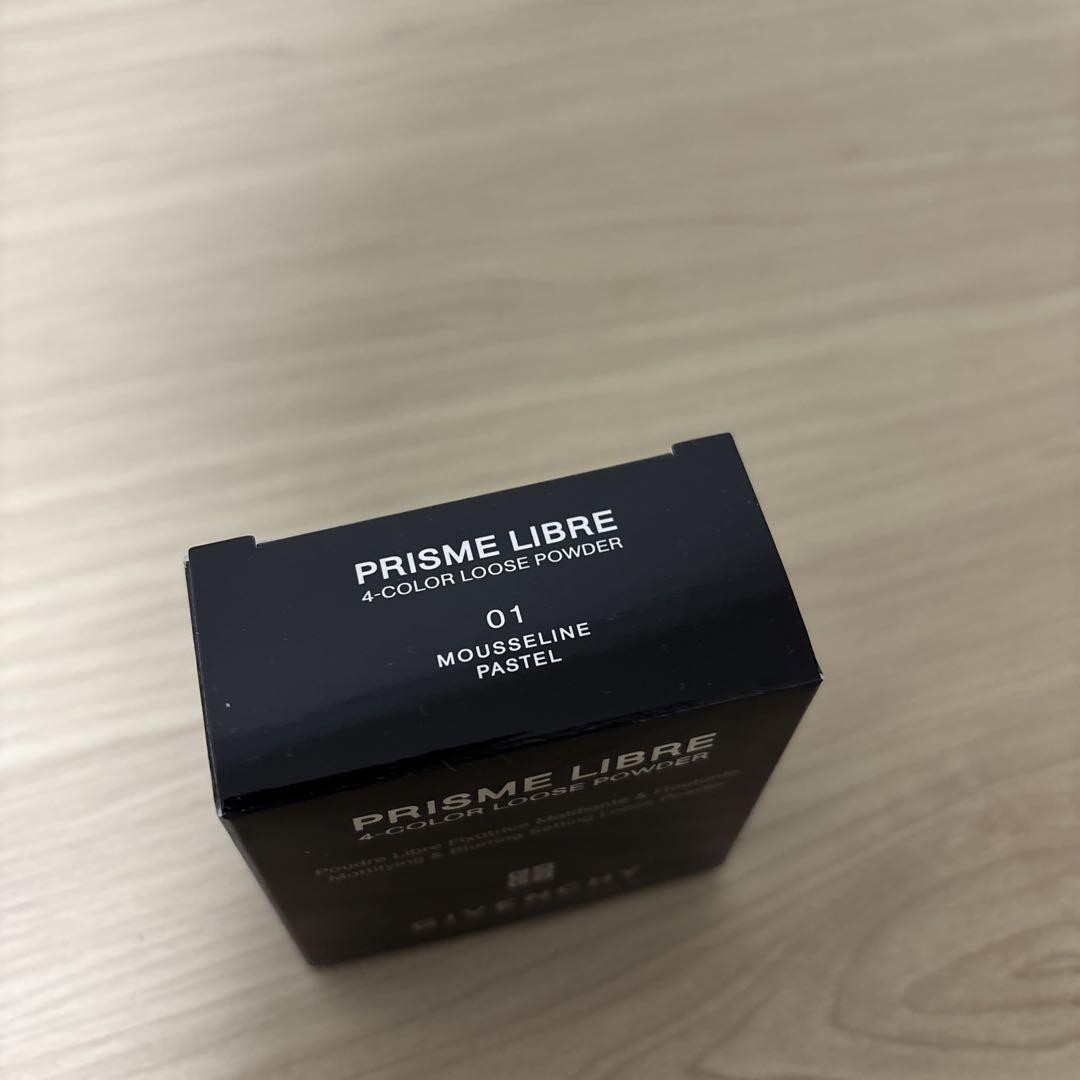 PRISME LIBRE
4-COLOR LOOSE POWDER
01
MOUSSELINE
PASTEL
PRISME LIBRE
4-COLOR LOOSE POWDER
Poudre Libre Fixatrice Matifiante & Floutante
Mattifying & Blurring Setting Loose Powder
GIVENCHY